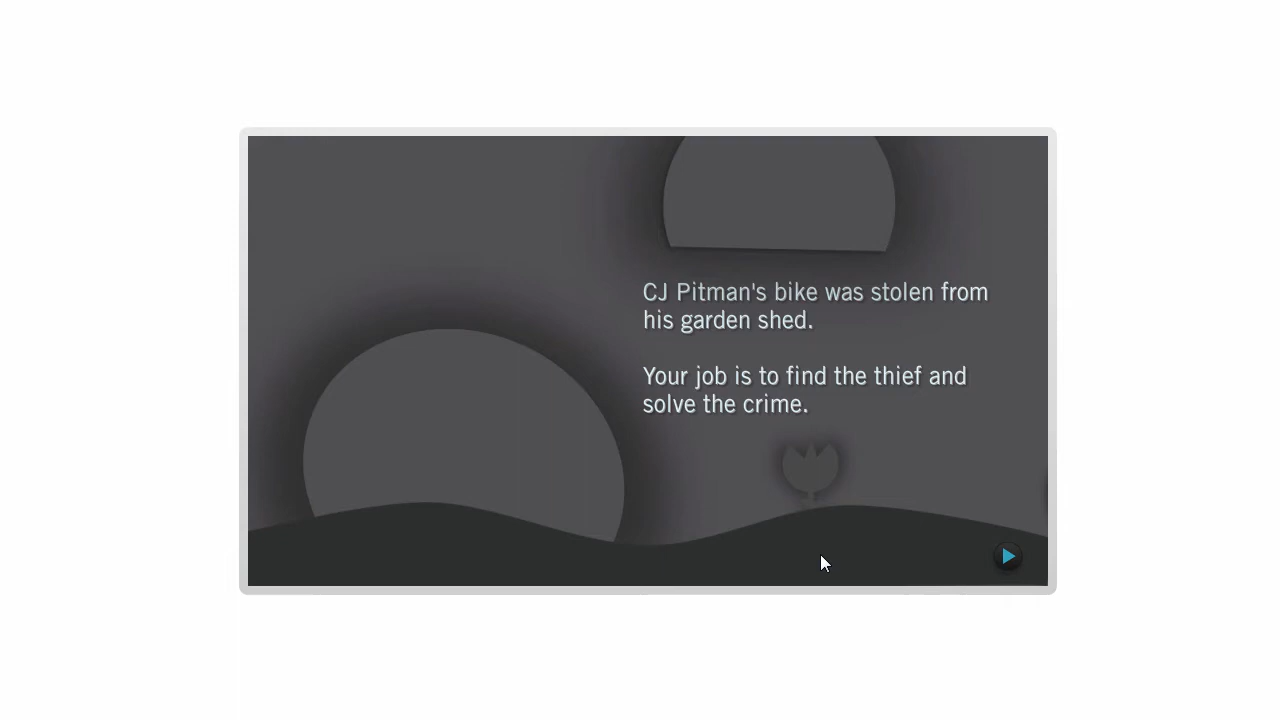 CJ Pitman's bike was stolen from
his garden shed.
Your job is to find the thief and
solve the crime.